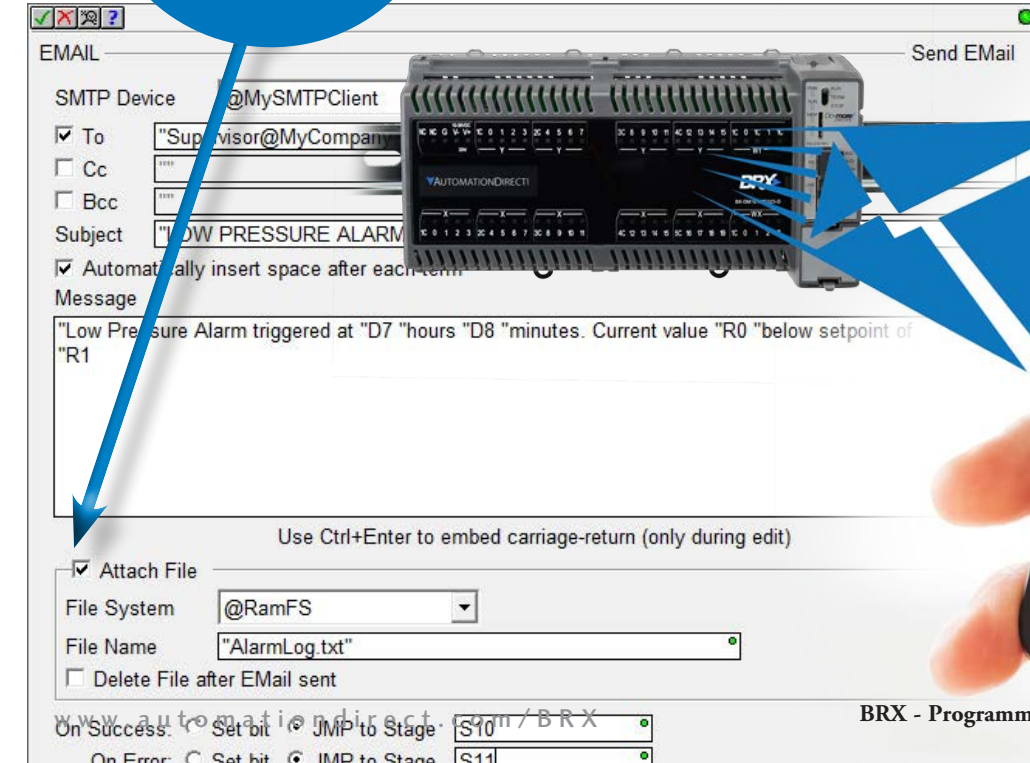 EMAIL
Send EMail
SMTP Device
@MySMTPClient
To
"Supervisor@MyCompany
Cc
""
Bcc
""
Subject
"LOW PRESSURE ALARM
Automatically insert space after each term
Message
"Low Pressure Alarm triggered at "D7 "hours "D8 "minutes. Current value "R0 "below setpoint of
"R1
AUTOMATIONDIRECT
BRX
Use Ctrl+Enter to embed carriage-return (only during edit)
Attach File
File System
@RamFS
File Name
"AlarmLog.txt"
Delete File after EMail sent
www.automationdirect.com/BRX
BRX - Programm
On Success:
Set bit
JMP to Stage
S10
On Error:
Set bit
JMP to Stage
S11